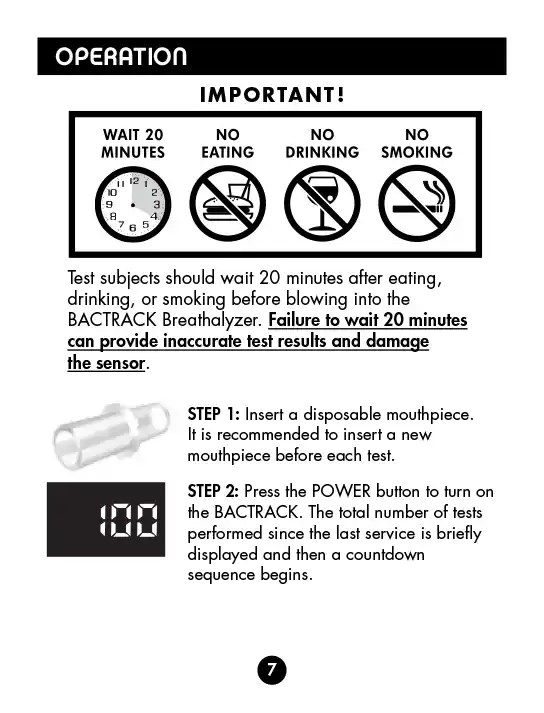 OPERATION
IMPORTANT!
WAIT 20 MINUTES
NO EATING
NO DRINKING
NO SMOKING
12
11 1
10 2
9 3
8 4
7 6 5
Test subjects should wait 20 minutes after eating,
drinking, or smoking before blowing into the
BACTRACK Breathalyzer. Failure to wait 20 minutes
can provide inaccurate test results and damage
the sensor.
STEP 1: Insert a disposable mouthpiece.
It is recommended to insert a new
mouthpiece before each test.
100
STEP 2: Press the POWER button to turn on
the BACTRACK. The total number of tests
performed since the last service is briefly
displayed and then a countdown
sequence begins.
7